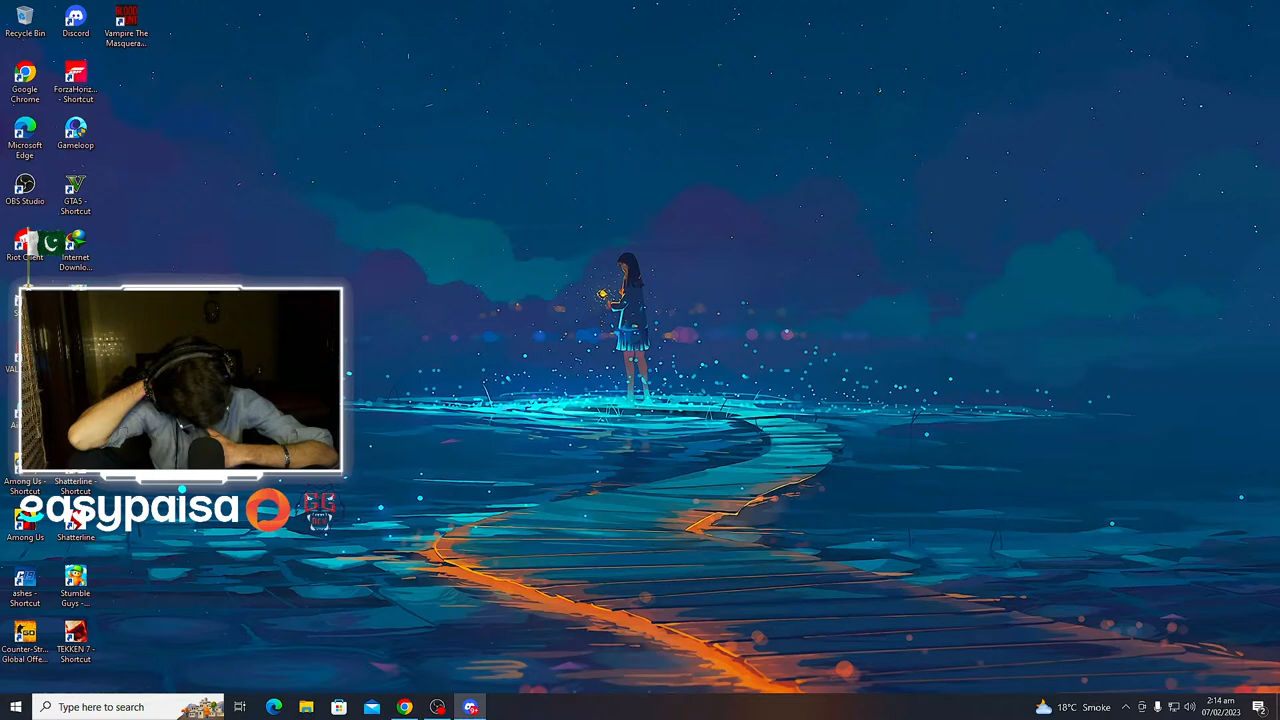 Recycle Bin
Discord
Vampire The
Masquera...
Google
Chrome
ForzaHoriz...
- Shortcut
Microsoft
Edge
Gameloop
OBS Studio
GTA5 -
Shortcut
Riot Client
Internet
Downlo...
Among Us -
Shortcut
Shatterline -
Shortcut
easypaisa
Among Us
Shatterline
ashes -
Shortcut
Stumble
Guys -...
Counter-Str...
Global Offe...
TEKKEN 7 -
Shortcut
Type here to search
18°C Smoke
2:14 am
07/02/2023